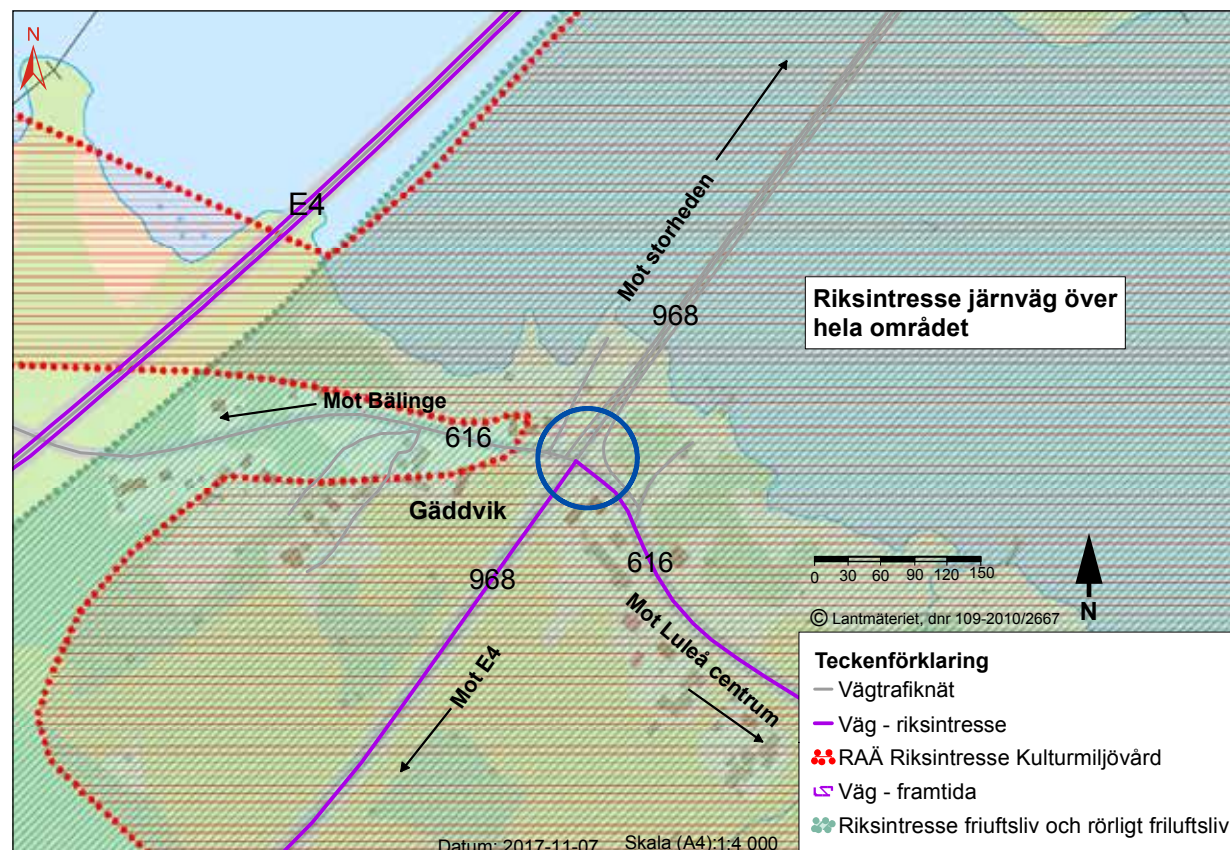 N
E4
Mot storheden
968
Riksintresse järnväg över
hela området
Mot Bälinge
616
Gäddvik
968
616
Mot E4
Mot Luleå centrum
0 30 60 90 120 150
N
© Lantmäteriet, dnr 109-2010/2667
Teckenförklaring
Vägtrafiknät
Väg - riksintresse
RAÄ Riksintresse Kulturmiljövård
Väg - framtida
Riksintresse friuftsliv och rörligt friluftsliv
Datum: 2017-11-07 Skala (A4):1:4 000